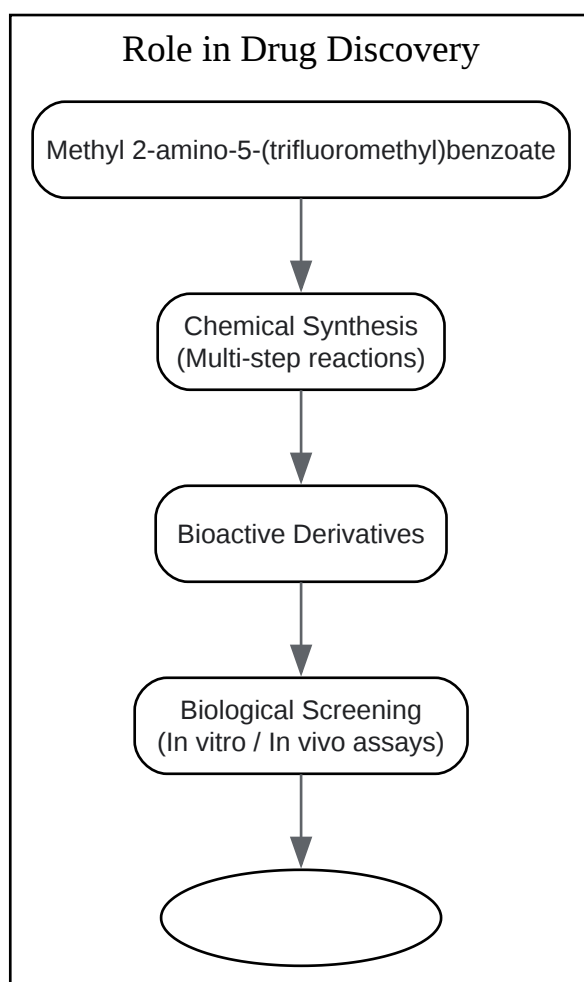 Role in Drug Discovery
Methyl 2-amino-5-(trifluoromethyl)benzoate
Chemical Synthesis
(Multi-step reactions)
Bioactive Derivatives
Biological Screening
(In vitro / In vivo assays)